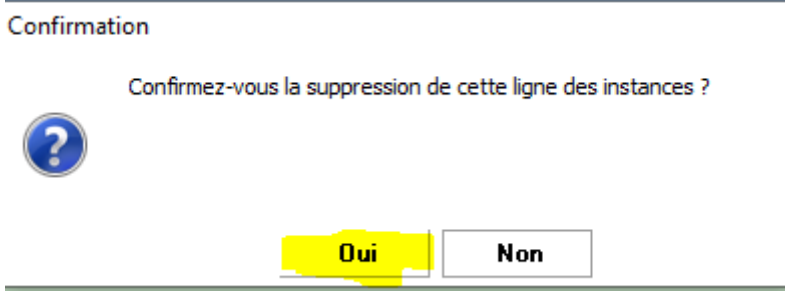 Confirmation
Confirmez-vous la suppression de cette ligne des instances ?
Oui Non